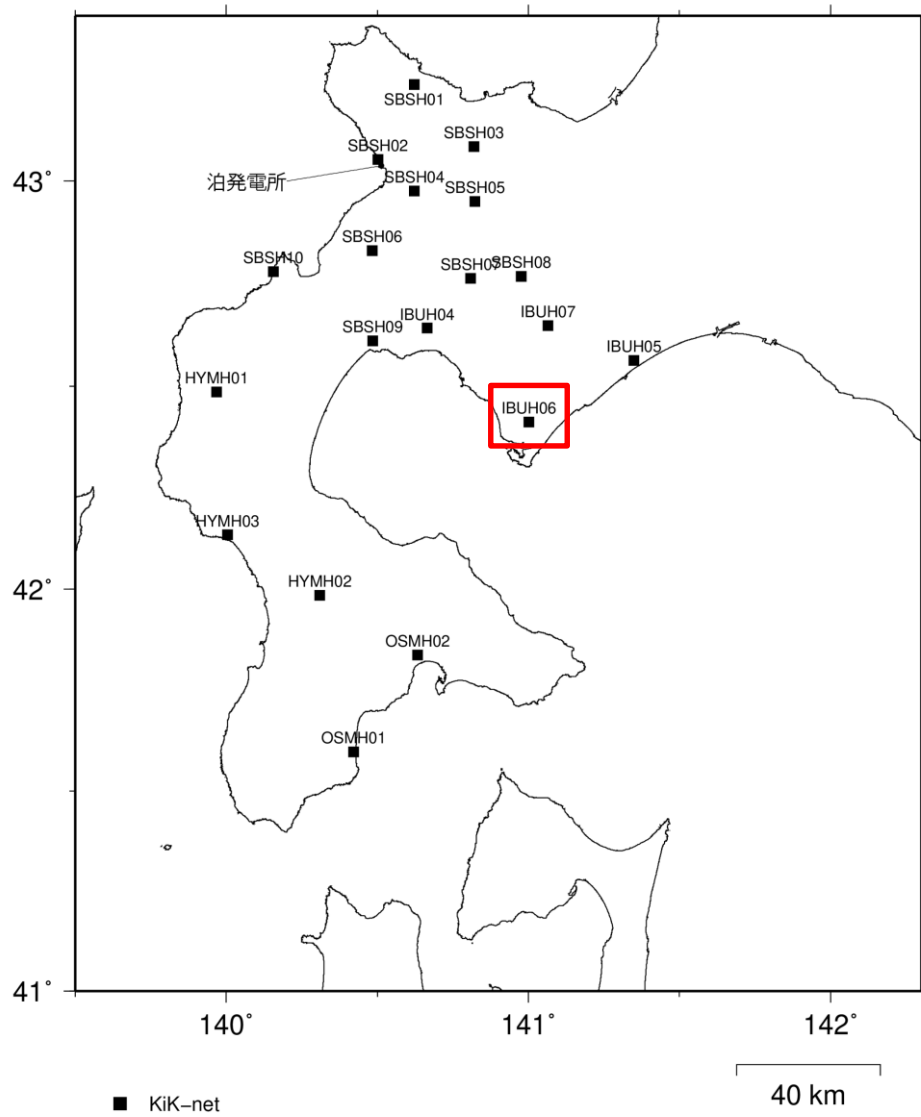 SBSH01
SBSH03
SBSH02
泊発電所
SBSH04
SBSH05
43°
SBSH06
SBSH10
SBSH07
SBSH08
IBUH04
IBUH07
SBSH09
IBUH05
HYMH01
IBUH06
HYMH03
HYMH02
42°
OSMH02
OSMH01
41°
140°
141°
142°
40 km
KiK-net